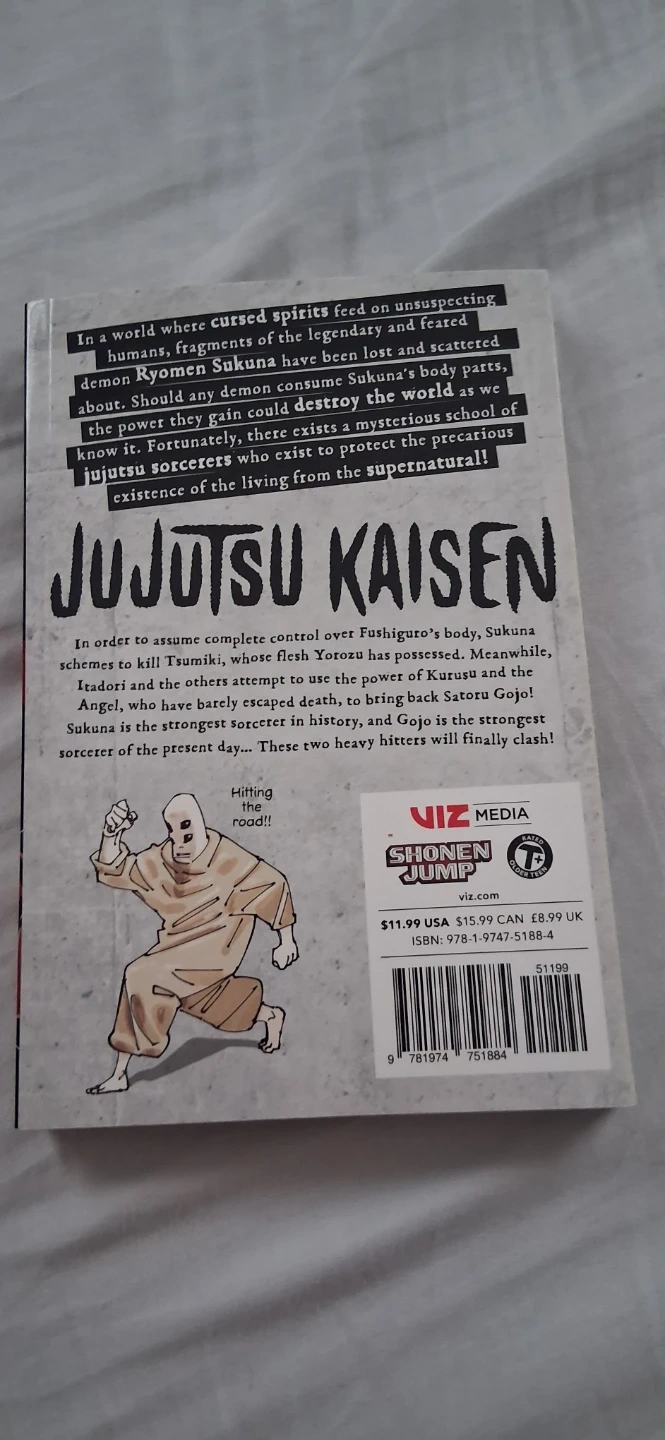 In a world where cursed spirits feed on unsuspecting
humans, fragments of the legendary and feared
demon Ryomen Sukuna have been lost and scattered
about. Should any demon consume Sukuna's body parts,
the power they gain could destroy the world as we
know it. Fortunately, there exists a mysterious school of
jujutsu sorcerers who exist to protect the precarious
existence of the living from the supernatural!
JUJUTSU KAISEN
In order to assume complete control over Fushiguro's body, Sukuna
schemes to kill Tsumiki, whose flesh Yorozu has possessed. Meanwhile,
Itadori and the others attempt to use the power of Kurusu and the
Angel, who have barely escaped death, to bring back Satoru Gojo!
Sukuna is the strongest sorcerer in history, and Gojo is the strongest
sorcerer of the present day... These two heavy hitters will finally clash!
Hitting
the
road!!
VIZ MEDIA
SHONEN
JUMP
RATED
T+
OLDER TEEN
viz.com
$11.99 USA $15.99 CAN £8.99 UK
ISBN: 978-1-9747-5188-4
51199
9 781974 751884